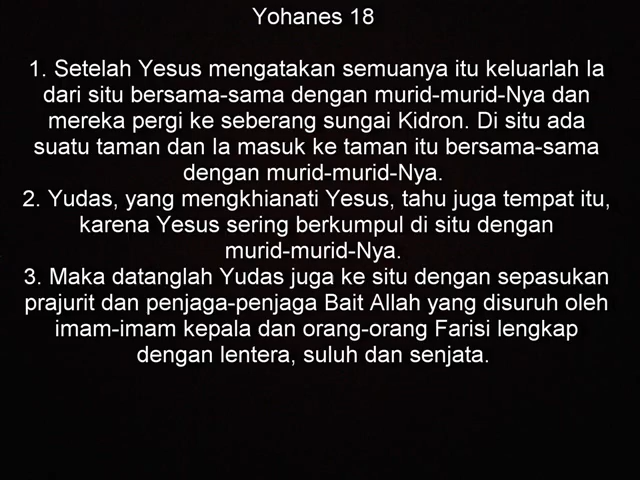 Yohanes 18
1. Setelah Yesus mengatakan semuanya itu keluarlah Ia
dari situ bersama-sama dengan murid-murid-Nya dan
mereka pergi ke seberang sungai Kidron. Di situ ada
suatu taman dan Ia masuk ke taman itu bersama-sama
dengan murid-murid-Nya.
2. Yudas, yang mengkhianati Yesus, tahu juga tempat itu,
karena Yesus sering berkumpul di situ dengan
murid-murid-Nya.
3. Maka datanglah Yudas juga ke situ dengan sepasukan
prajurit dan penjaga-penjaga Bait Allah yang disuruh oleh
imam-imam kepala dan orang-orang Farisi lengkap
dengan lentera, suluh dan senjata.